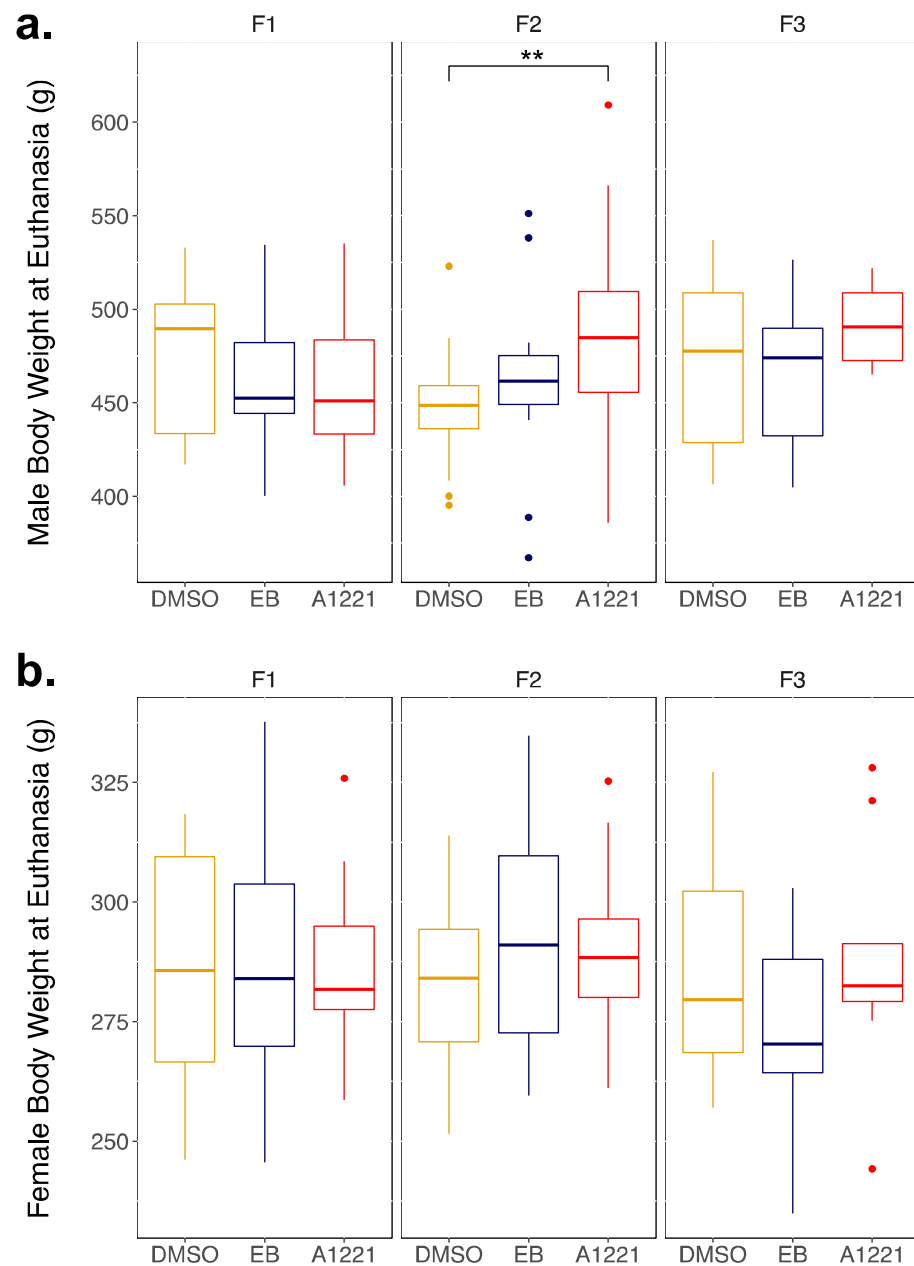 a.
F1 F2 F3
Male Body Weight at Euthanasia (g)
**
600
550
500
450
400
DMSO EB A1221 DMSO EB A1221 DMSO EB A1221
b.
F1 F2 F3
Female Body Weight at Euthanasia (g)
325
300
275
250
DMSO EB A1221 DMSO EB A1221 DMSO EB A1221